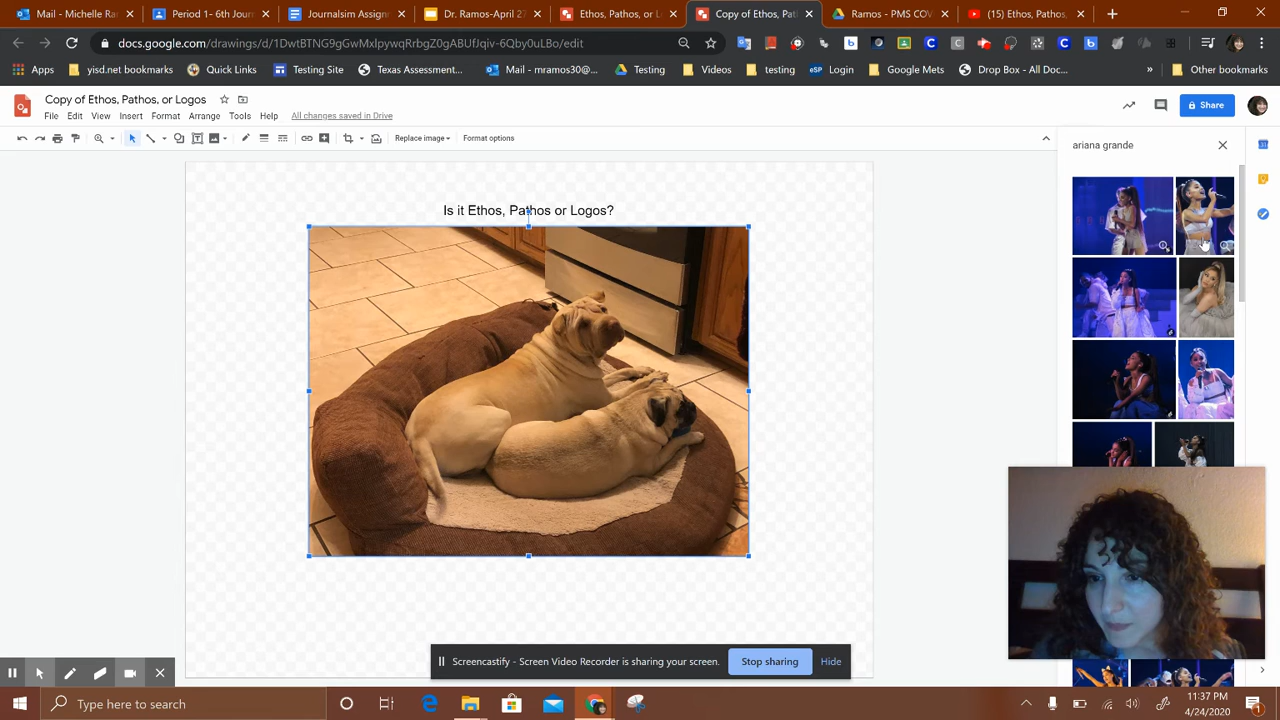 Mail - Michelle Ra
Period 1- 6th Jour
Journalsim Assign
Dr. Ramos-April 27
Ethos, Pathos, or L
Copy of Ethos, Pat
Ramos - PMS COV
(15) Ethos, Pathos,
docs.google.com/drawings/d/1DwtBTNG9gGwMxlpywqRrbgZ0gABUfJqiv-6Qby0uLBo/edit
Apps
yisd.net bookmarks
Quick Links
Testing Site
Texas Assessment...
Mail - mramos30@...
Testing
Videos
testing
eSP Login
Google Mets
Drop Box - All Doc...
Other bookmarks
Copy of Ethos, Pathos, or Logos
Share
File Edit View Insert Format Arrange Tools Help All changes saved in Drive
Replace image Format options
ariana grande
Is it Ethos, Pathos or Logos?
Screencastify - Screen Video Recorder is sharing your screen.
Stop sharing
Hide
Type here to search
11:37 PM
4/24/2020